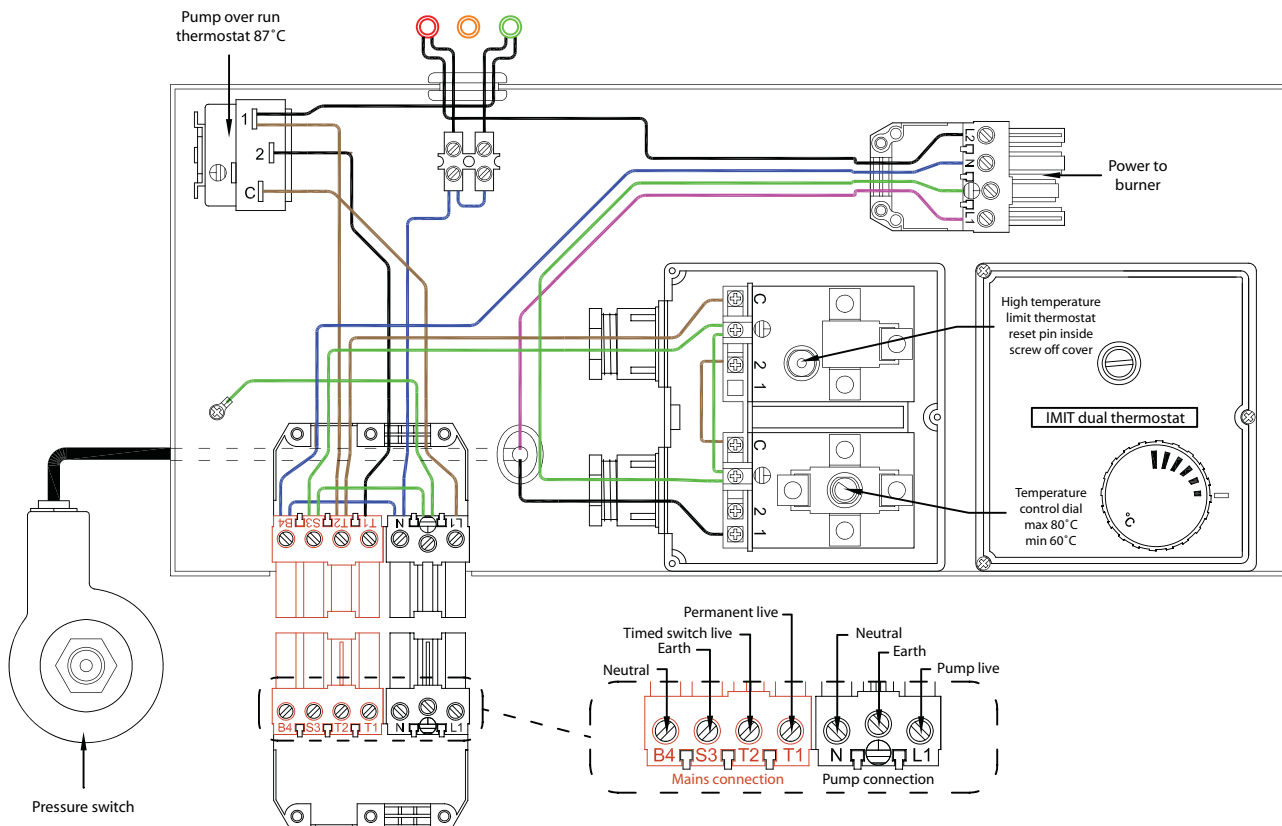 Pump over run
thermostat 87˚C
1
2
C
L2
N
L1
Power to
burner
C
2
1
C
2
1
High temperature
limit thermostat
reset pin inside
screw off cover
IMIT dual thermostat
Temperature
control dial
max 80˚C
min 60˚C
˚C
B4
S3
T2
T1
N
L1
Pressure switch
B4
S3
T2
T1
N
L1
Permanent live
Timed switch live
Earth
Neutral
Neutral
Earth
Pump live
B4
S3
T2
T1
N
L1
Mains connection
Pump connection